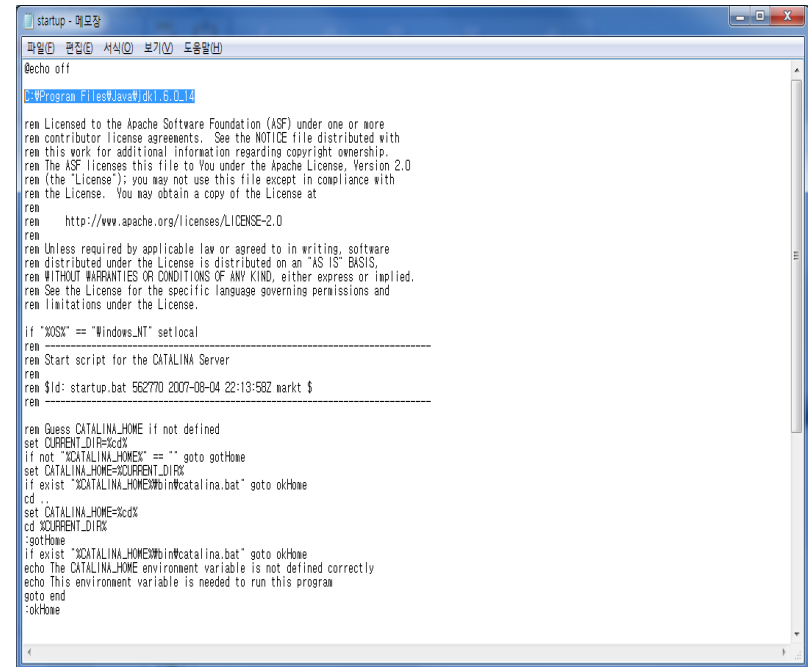 startup - 메모장
파일(F) 편집(E) 서식(O) 보기(V) 도움말(H)
@echo off
C:₩Program Files₩Java₩jdk1.6.0_14
rem Licensed to the Apache Software Foundation (ASF) under one or more
rem contributor license agreements.  See the NOTICE file distributed with
rem this work for additional information regarding copyright ownership.
rem The ASF licenses this file to You under the Apache License, Version 2.0
rem (the "License"); you may not use this file except in compliance with
rem the License.  You may obtain a copy of the License at
rem
rem     http://www.apache.org/licenses/LICENSE-2.0
rem
rem Unless required by applicable law or agreed to in writing, software
rem distributed under the License is distributed on an "AS IS" BASIS,
rem WITHOUT WARRANTIES OR CONDITIONS OF ANY KIND, either express or implied.
rem See the License for the specific language governing permissions and
rem limitations under the License.
if "%OS%" == "Windows_NT" setlocal
rem ---------------------------------------------------------------------------
rem Start script for the CATALINA Server
rem
rem $Id: startup.bat 562770 2007-08-04 22:13:58Z markt $
rem ---------------------------------------------------------------------------
rem Guess CATALINA_HOME if not defined
set CURRENT_DIR=%cd%
if not "%CATALINA_HOME%" == "" goto gotHome
set CATALINA_HOME=%CURRENT_DIR%
if exist "%CATALINA_HOME%₩bin₩catalina.bat" goto okHome
cd ..
set CATALINA_HOME=%cd%
cd %CURRENT_DIR%
:gotHome
if exist "%CATALINA_HOME%₩bin₩catalina.bat" goto okHome
echo The CATALINA_HOME environment variable is not defined correctly
echo This environment variable is needed to run this program
goto end
:okHome